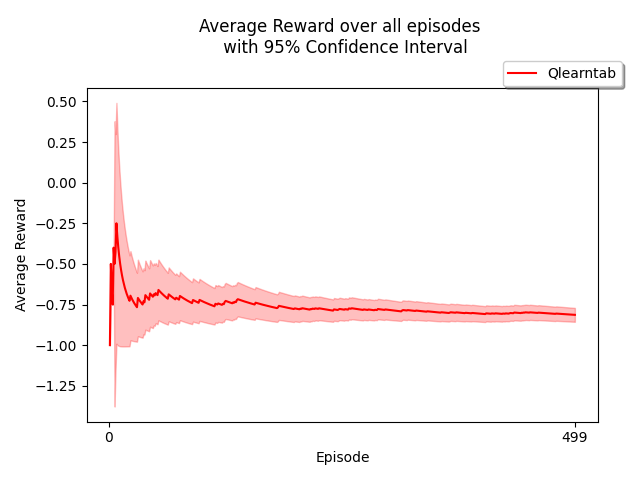 Average Reward over all episodes
with 95% Confidence Interval
Qlearntab
0.50
0.25
0.00
−0.25
−0.50
−0.75
−1.00
−1.25
Average Reward
0
499
Episode